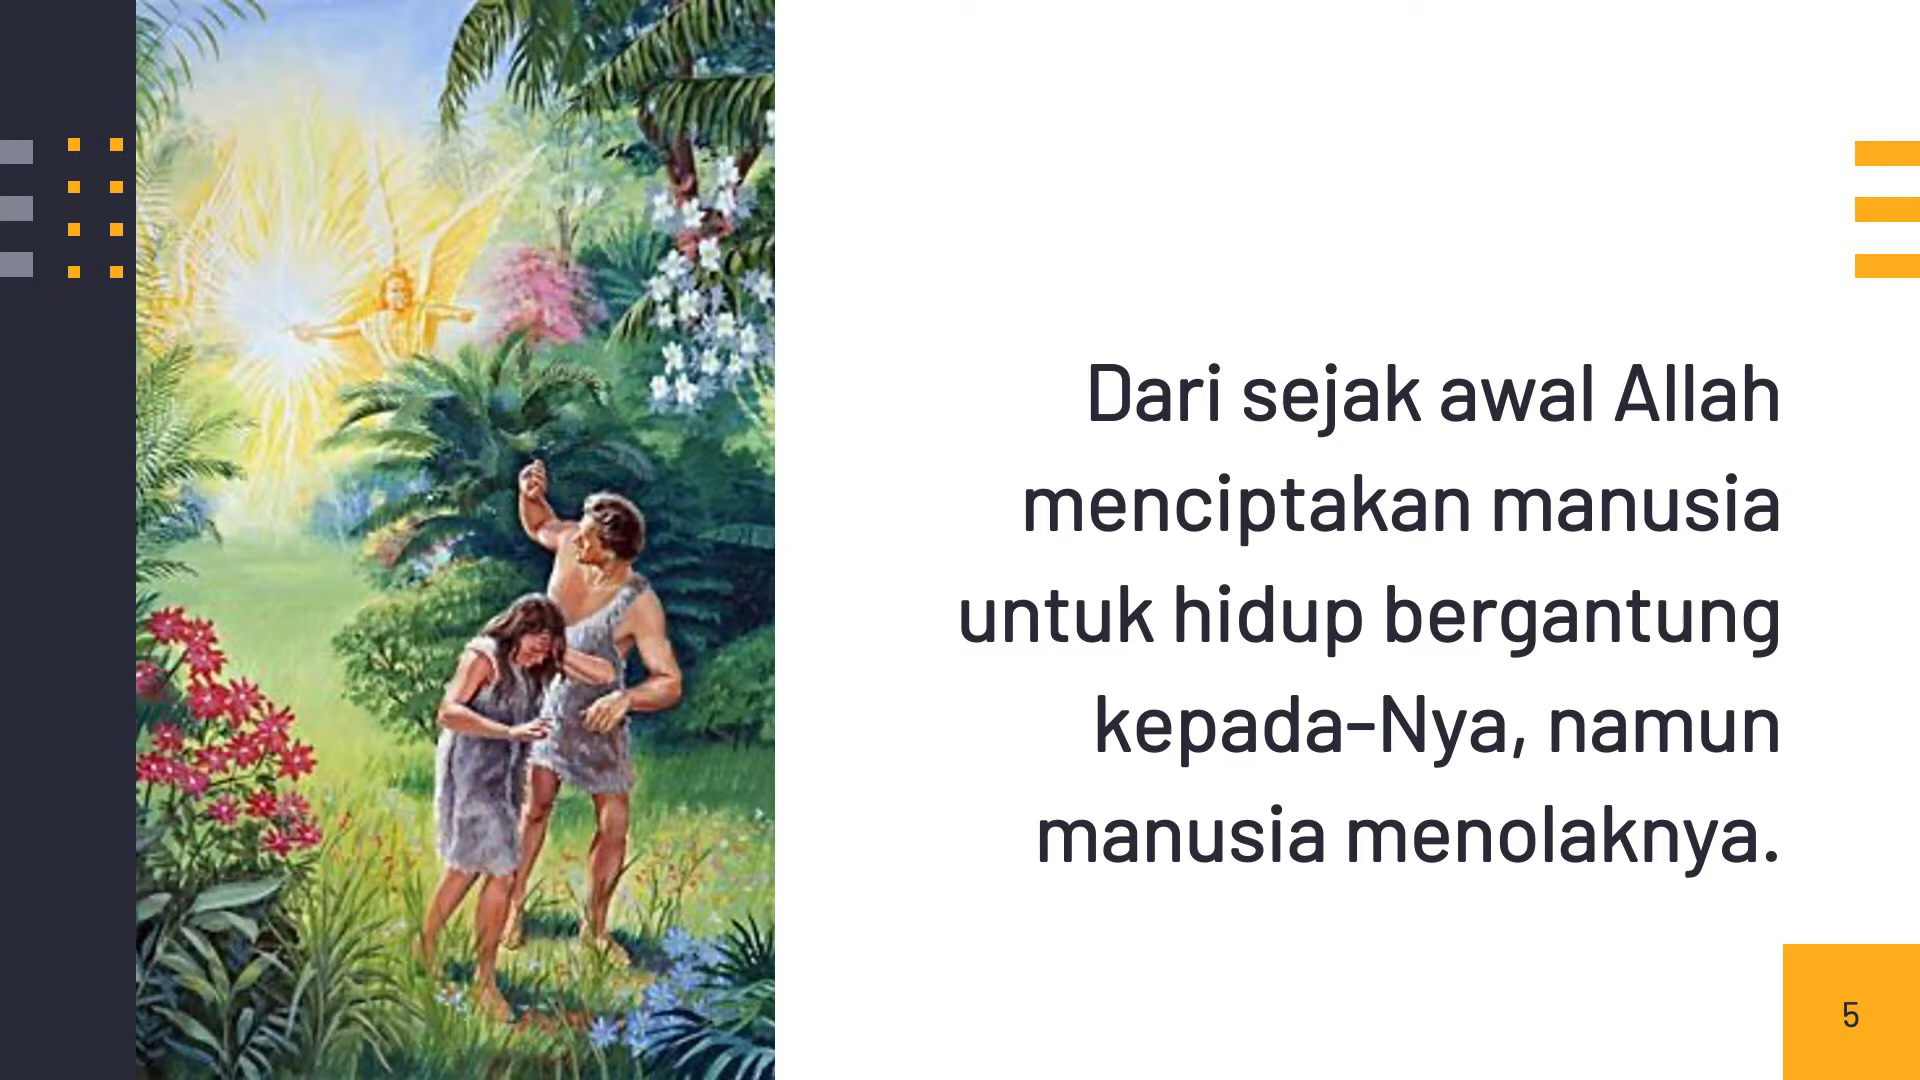 Dari sejak awal Allah
menciptakan manusia
untuk hidup bergantung
kepada-Nya, namun
manusia menolaknya.
5